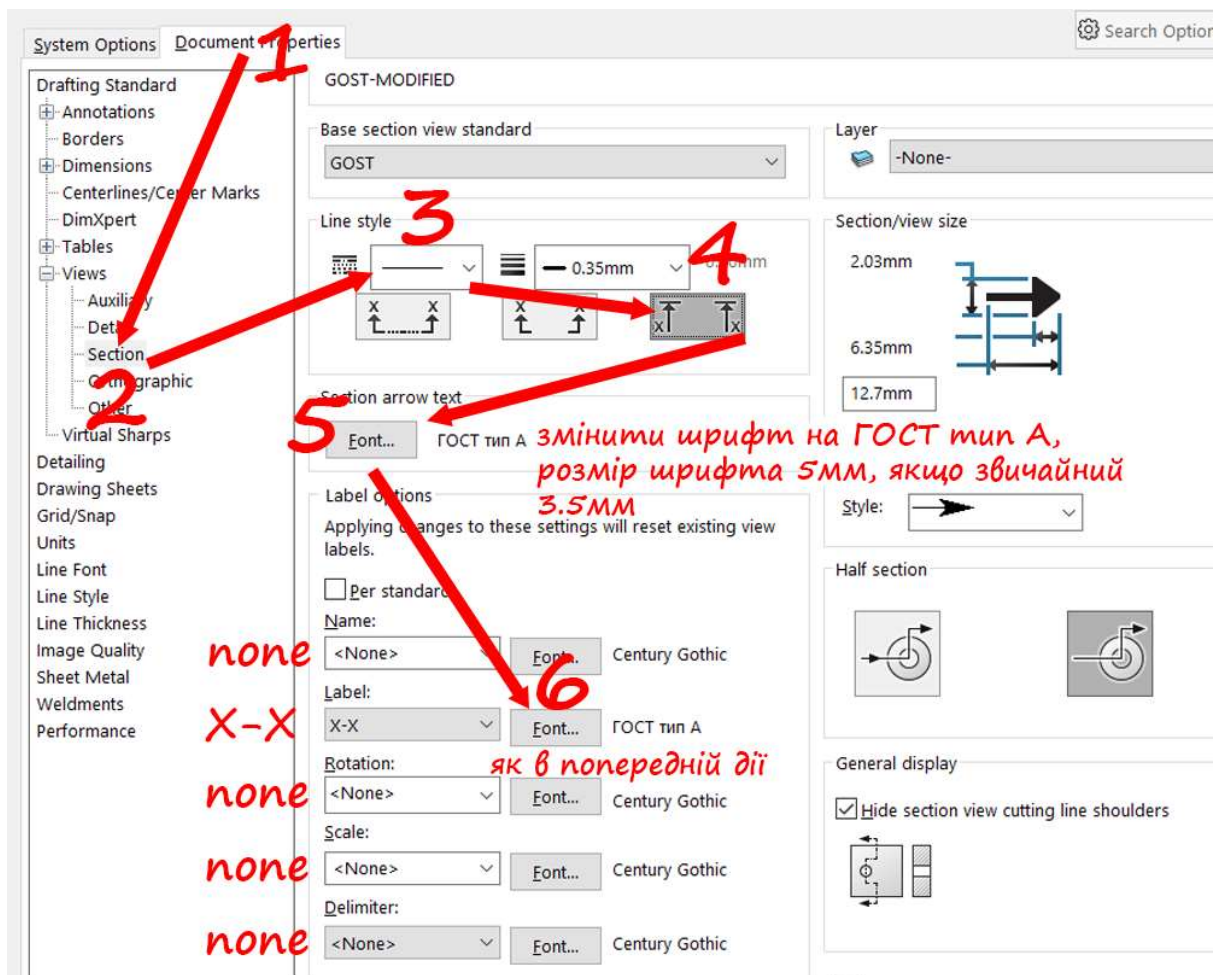 System Options
Document Properties
Search Option
Drafting Standard
Annotations
Borders
Dimensions
Centerlines/Center Marks
DimXpert
Tables
Views
Auxiliary
Detail
Section
Orthographic
Other
Virtual Sharps
Detailing
Drawing Sheets
Grid/Snap
Units
Line Font
Line Style
Line Thickness
Image Quality
Sheet Metal
Weldments
Performance
1
2
GOST-MODIFIED
Base section view standard
GOST
Line style
3
4
0.35mm
X X
X X
X X
Section arrow text
5
Font...
ГОСТ тип А
змінити шрифт на ГОСТ тип А,
розмір шрифта 5мм, якщо звичайний
3.5мм
Label options
Applying changes to these settings will reset existing view
labels.
Per standard
Name:
none
<None>
Font...
Century Gothic
6
Label:
X-X
X-X
Font...
ГОСТ тип А
як в попередній дії
Rotation:
none
<None>
Font...
Century Gothic
Scale:
none
<None>
Font...
Century Gothic
Delimiter:
none
<None>
Font...
Century Gothic
Layer
-None-
Section/view size
2.03mm
6.35mm
12.7mm
Style:
Half section
General display
Hide section view cutting line shoulders